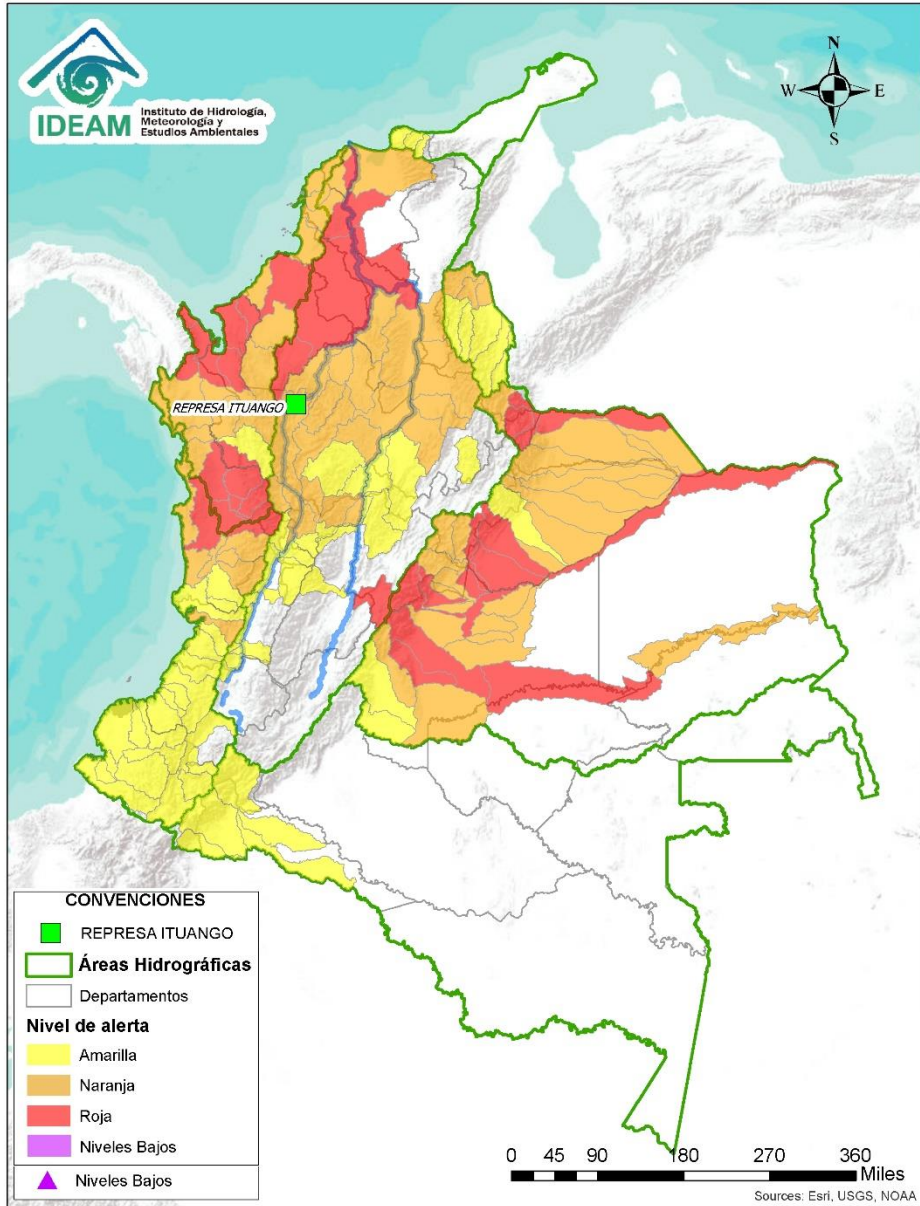 IDEAM
Instituto de Hidrología,
Meteorología y
Estudios Ambientales
N
W
E
S
REPRESA ITUANGO
CONVENCIONES
REPRESA ITUANGO
Áreas Hidrográficas
Departamentos
Nivel de alerta
Amarilla
Naranja
Roja
Niveles Bajos
Niveles Bajos
0 45 90 180 270 360
Miles
Sources: Esri, USGS, NOAA